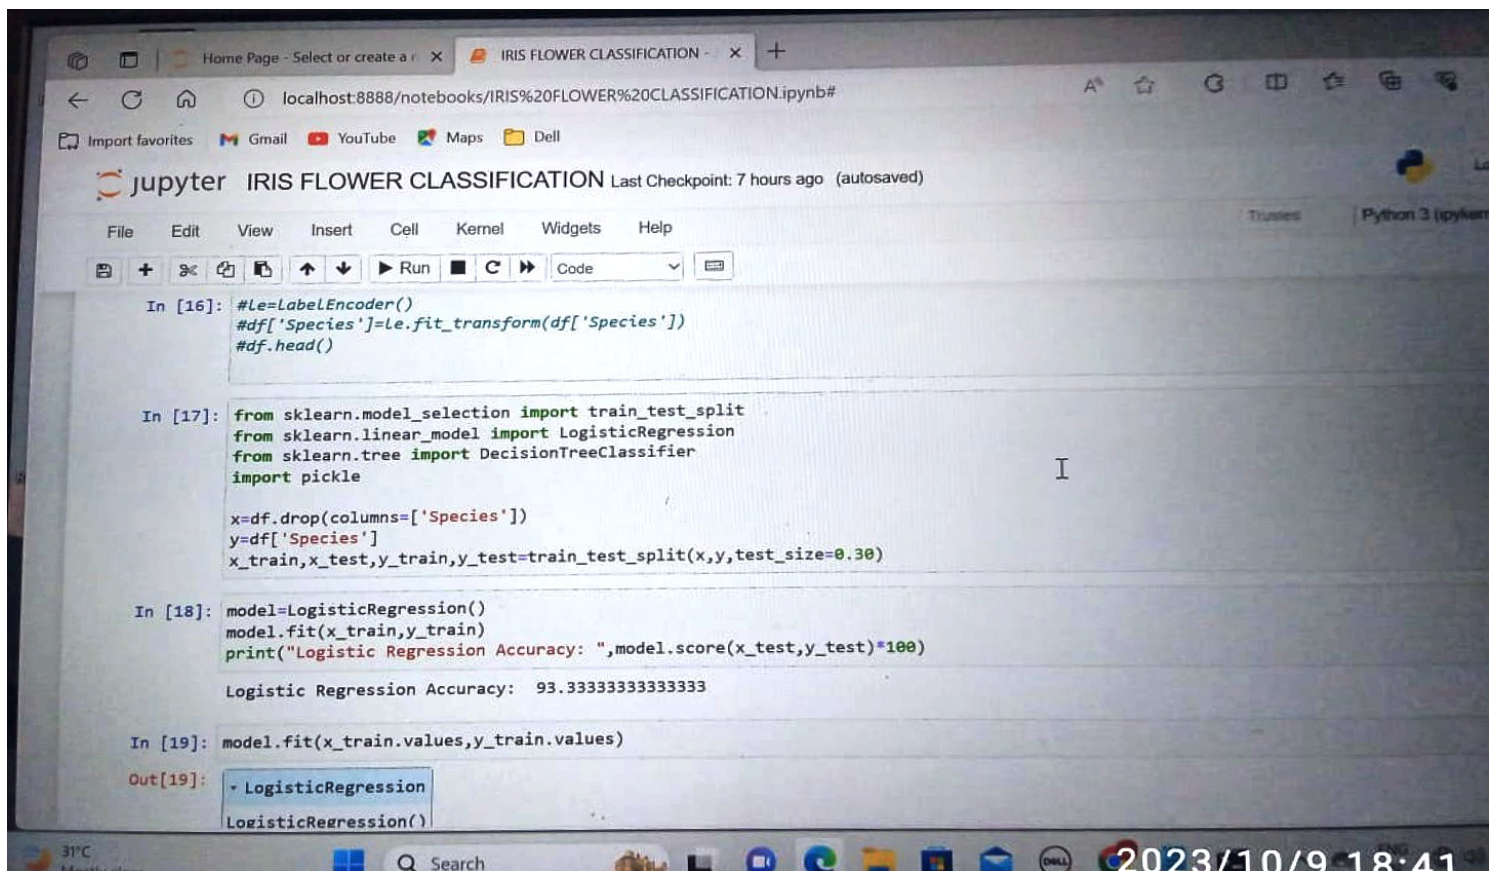 Home Page - Select or create a n
IRIS FLOWER CLASSIFICATION -
localhost:8888/notebooks/IRIS%20FLOWER%20CLASSIFICATION.ipynb#
Import favorites Gmail YouTube Maps Dell
jupyter IRIS FLOWER CLASSIFICATION Last Checkpoint: 7 hours ago (autosaved)
File Edit View Insert Cell Kernel Widgets Help
Trusted Python 3 (ipykern
Run Code
In [16]: #le=LabelEncoder()
#df['Species']=le.fit_transform(df['Species'])
#df.head()
In [17]: from sklearn.model_selection import train_test_split
from sklearn.linear_model import LogisticRegression
from sklearn.tree import DecisionTreeClassifier
import pickle
x=df.drop(columns=['Species'])
y=df['Species']
x_train,x_test,y_train,y_test=train_test_split(x,y,test_size=0.30)
In [18]: model=LogisticRegression()
model.fit(x_train,y_train)
print("Logistic Regression Accuracy: ",model.score(x_test,y_test)*100)
Logistic Regression Accuracy: 93.33333333333333
In [19]: model.fit(x_train.values,y_train.values)
Out[19]: LogisticRegression
LogisticRegression()
31°C
Search
DELL
2023/10/9 18:41